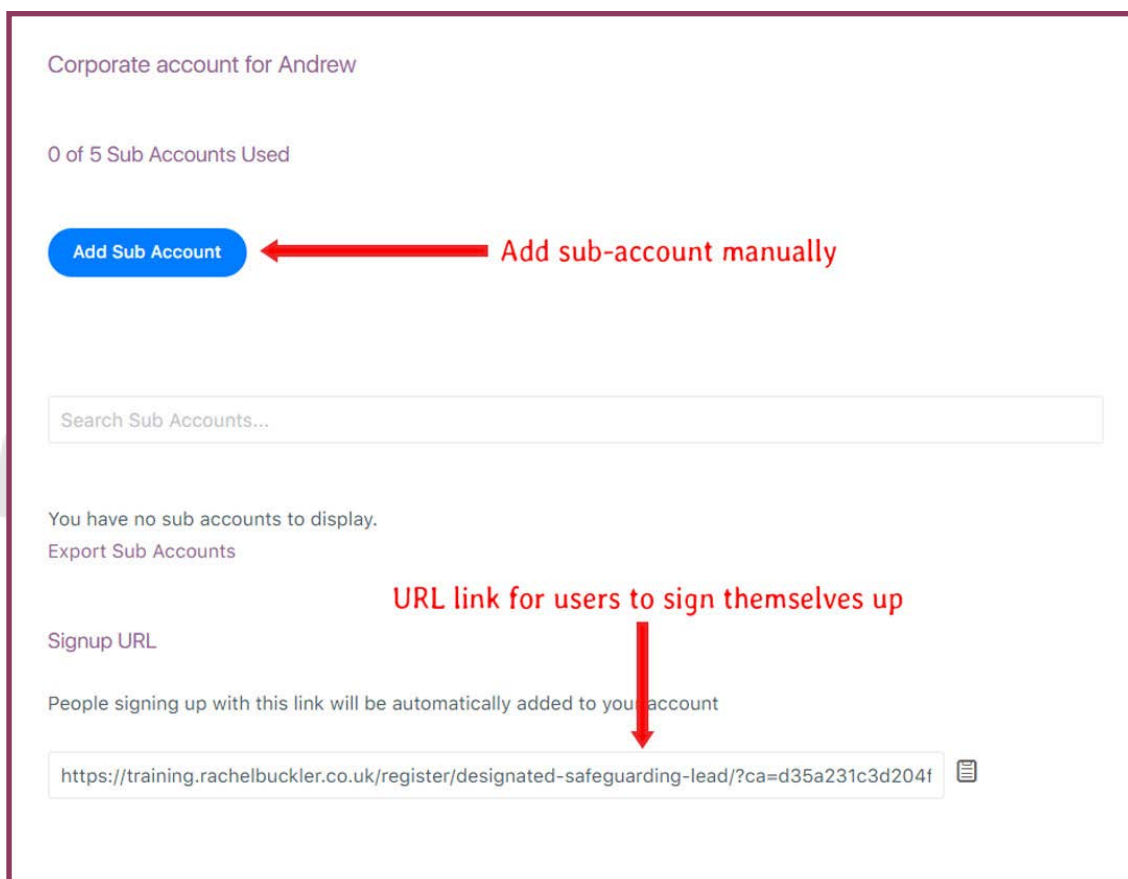 Corporate account for Andrew
0 of 5 Sub Accounts Used
Add Sub Account
Add sub-account manually
Search Sub Accounts...
You have no sub accounts to display.
Export Sub Accounts
URL link for users to sign themselves up
Signup URL
People signing up with this link will be automatically added to your account
https://training.rachelbuckler.co.uk/register/designated-safeguarding-lead/?ca=d35a231c3d204f